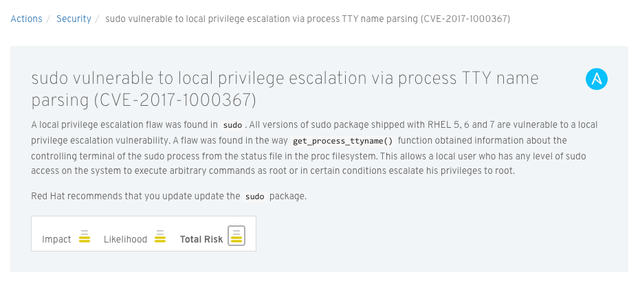 Actions / Security / sudo vulnerable to local privilege escalation via process TTY name parsing (CVE-2017-1000367)
sudo vulnerable to local privilege escalation via process TTY name
parsing (CVE-2017-1000367)
A local privilege escalation flaw was found in sudo. All versions of sudo package shipped with RHEL 5, 6 and 7 are vulnerable to a local
privilege escalation vulnerability. A flaw was found in the way get_process_ttyname() function obtained information about the
controlling terminal of the sudo process from the status file in the proc filesystem. This allows a local user who has any level of sudo
access on the system to execute arbitrary commands as root or in certain conditions escalate his privileges to root.
Red Hat recommends that you update update the sudo package.
Impact Likelihood Total Risk